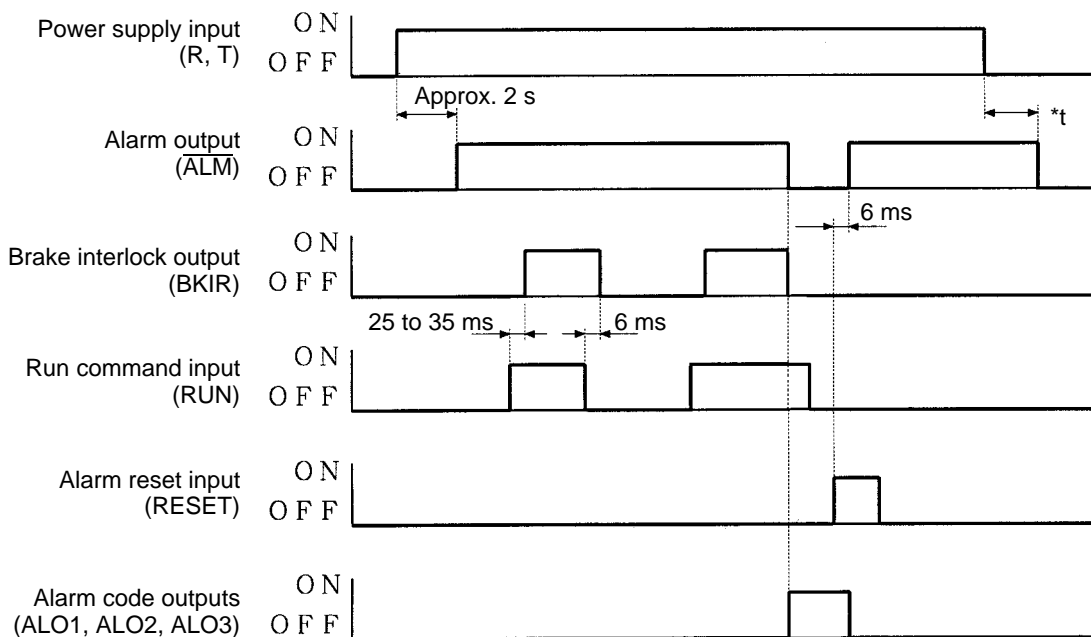 Power supply input
(R, T)
ON
OFF
Approx. 2 s
*t
Alarm output
(ALM)
ON
OFF
6 ms
Brake interlock output
(BKIR)
ON
OFF
25 to 35 ms
6 ms
Run command input
(RUN)
ON
OFF
Alarm reset input
(RESET)
ON
OFF
Alarm code outputs
(ALO1, ALO2, ALO3)
ON
OFF